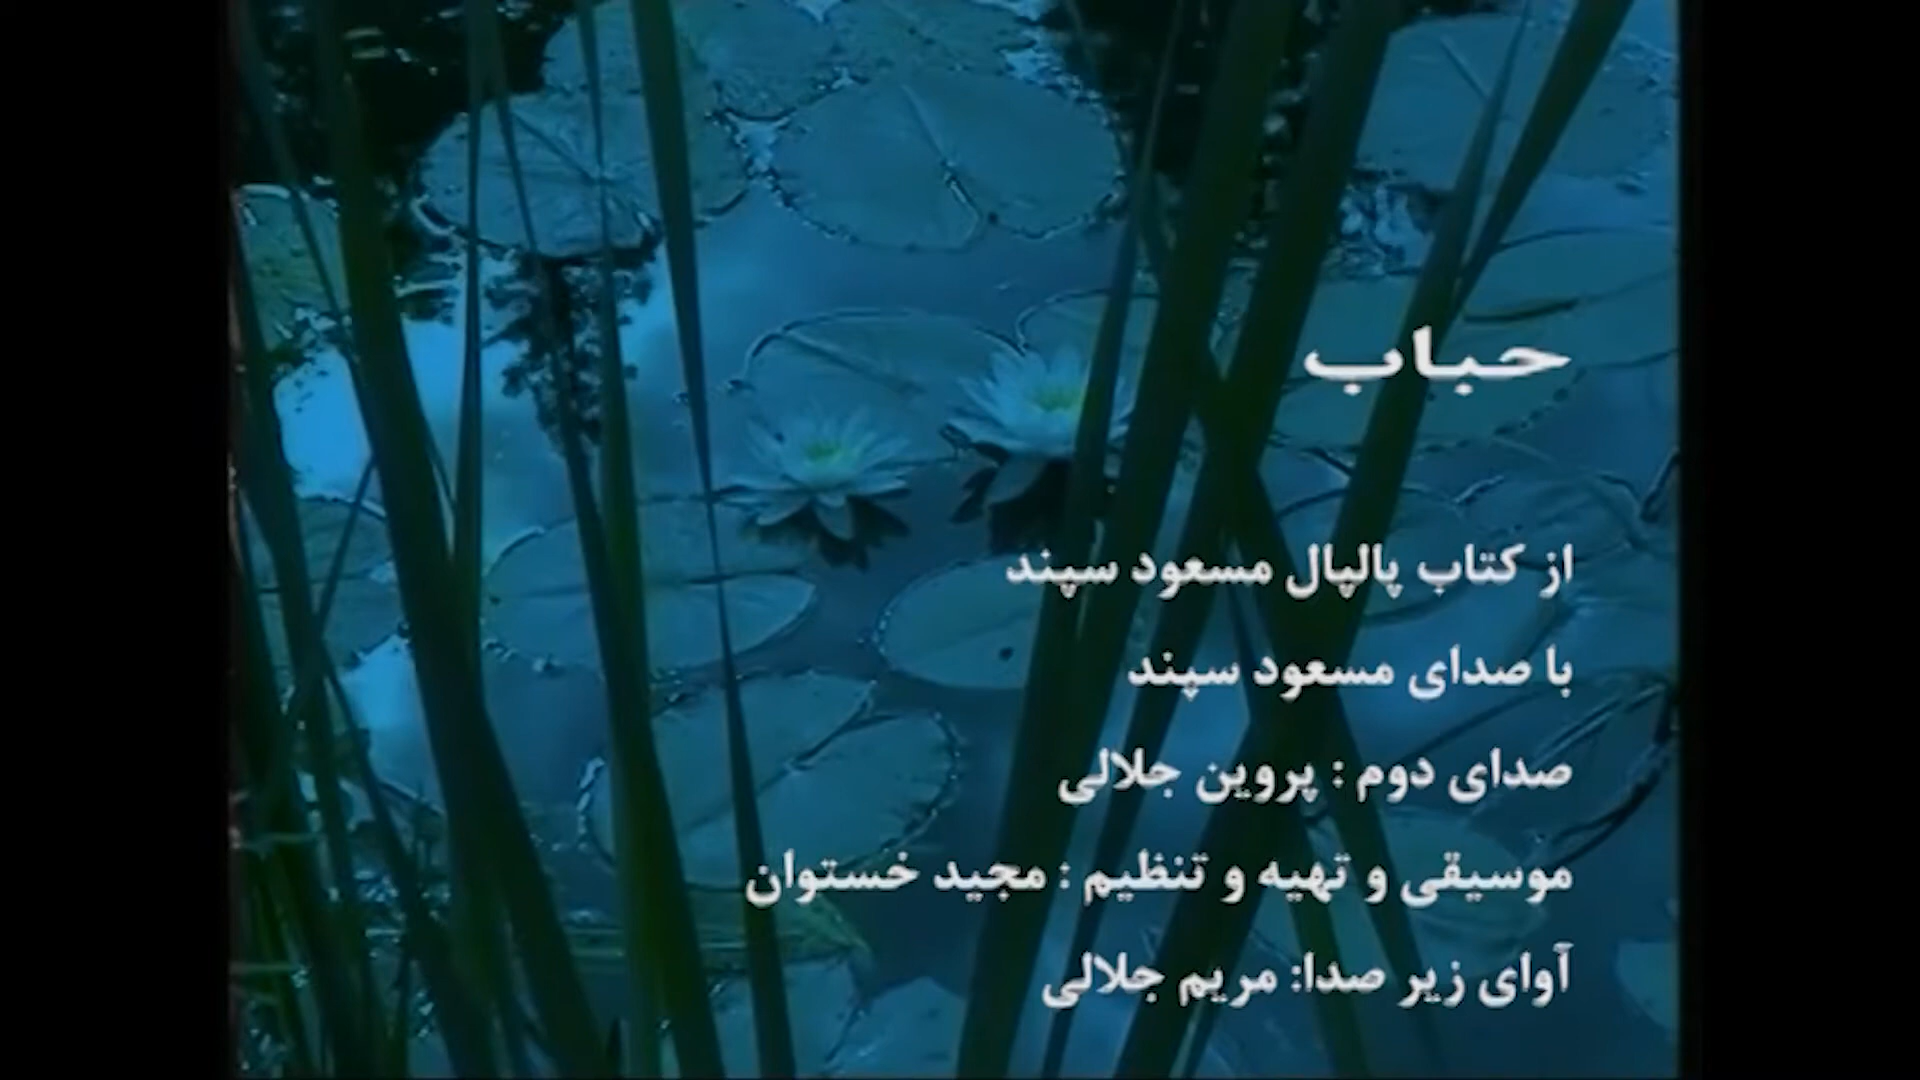 حباب
از کتاب پالپال مسعود سپند
با صدای مسعود سپند
صدای دوم : پروین جلالی
موسیقی و تهیه و تنظیم : مجید خستوان
آوای زیر صدا: مریم جلالی